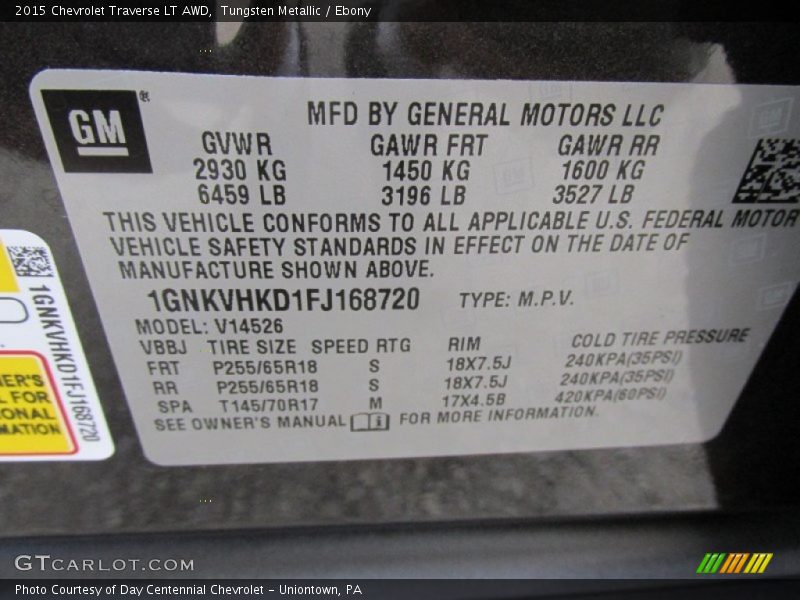 2015 Chevrolet Traverse LT AWD, Tungsten Metallic / Ebony
GM®
MFD BY GENERAL MOTORS LLC
GVWR GAWR FRT GAWR RR
2930 KG 1450 KG 1600 KG
6459 LB 3196 LB 3527 LB
THIS VEHICLE CONFORMS TO ALL APPLICABLE U.S. FEDERAL MOTOR
VEHICLE SAFETY STANDARDS IN EFFECT ON THE DATE OF
MANUFACTURE SHOWN ABOVE.
1GNKVHKD1FJ168720 TYPE: M.P.V.
MODEL: V14526
VBBJ TIRE SIZE SPEED RTG RIM COLD TIRE PRESSURE
FRT P255/65R18 S 18X7.5J 240KPA(35PSI)
RR P255/65R18 S 18X7.5J 240KPA(35PSI)
SPA T145/70R17 M 17X4.5B 420KPA(60PSI)
SEE OWNER'S MANUAL FOR MORE INFORMATION.
1GNKVHKD1FJ168720
NER'S
L FOR
IONAL
MATION
GTCARLOT.COM
Photo Courtesy of Day Centennial Chevrolet - Uniontown, PA